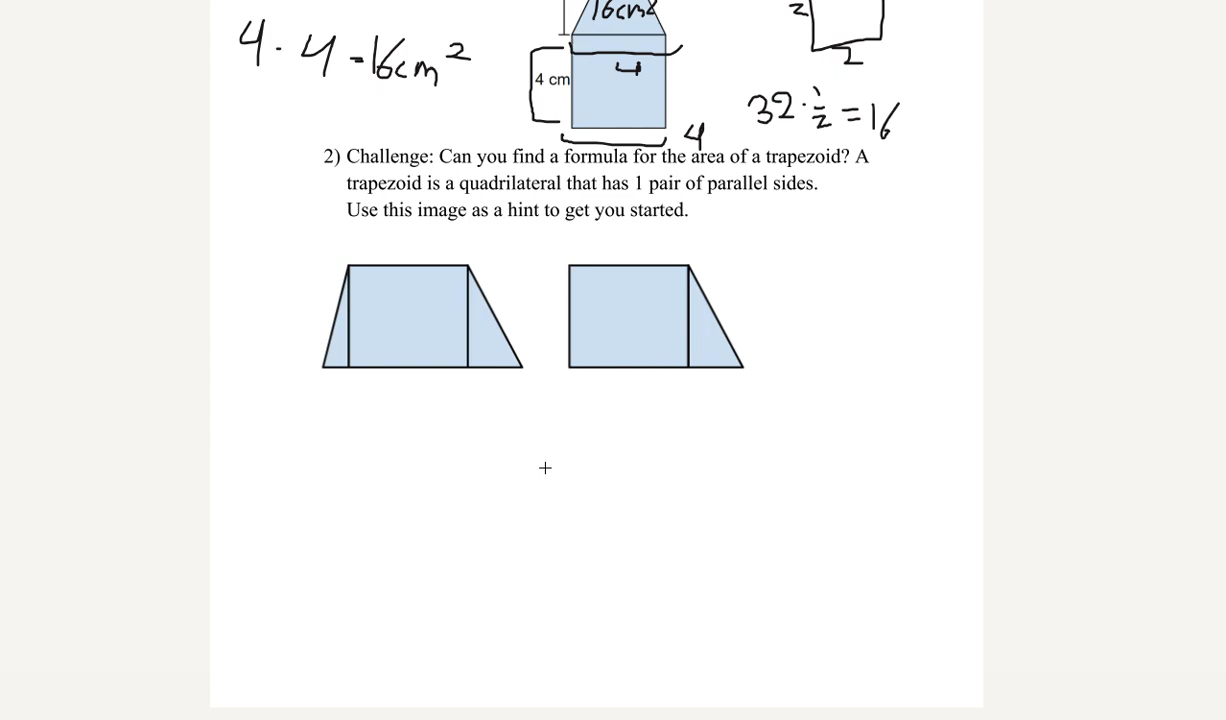 16cm2
2
2
4 · 4 = 16cm²
4 cm
4
4
32 · 1/2 = 16
2) Challenge: Can you find a formula for the area of a trapezoid? A
trapezoid is a quadrilateral that has 1 pair of parallel sides.
Use this image as a hint to get you started.